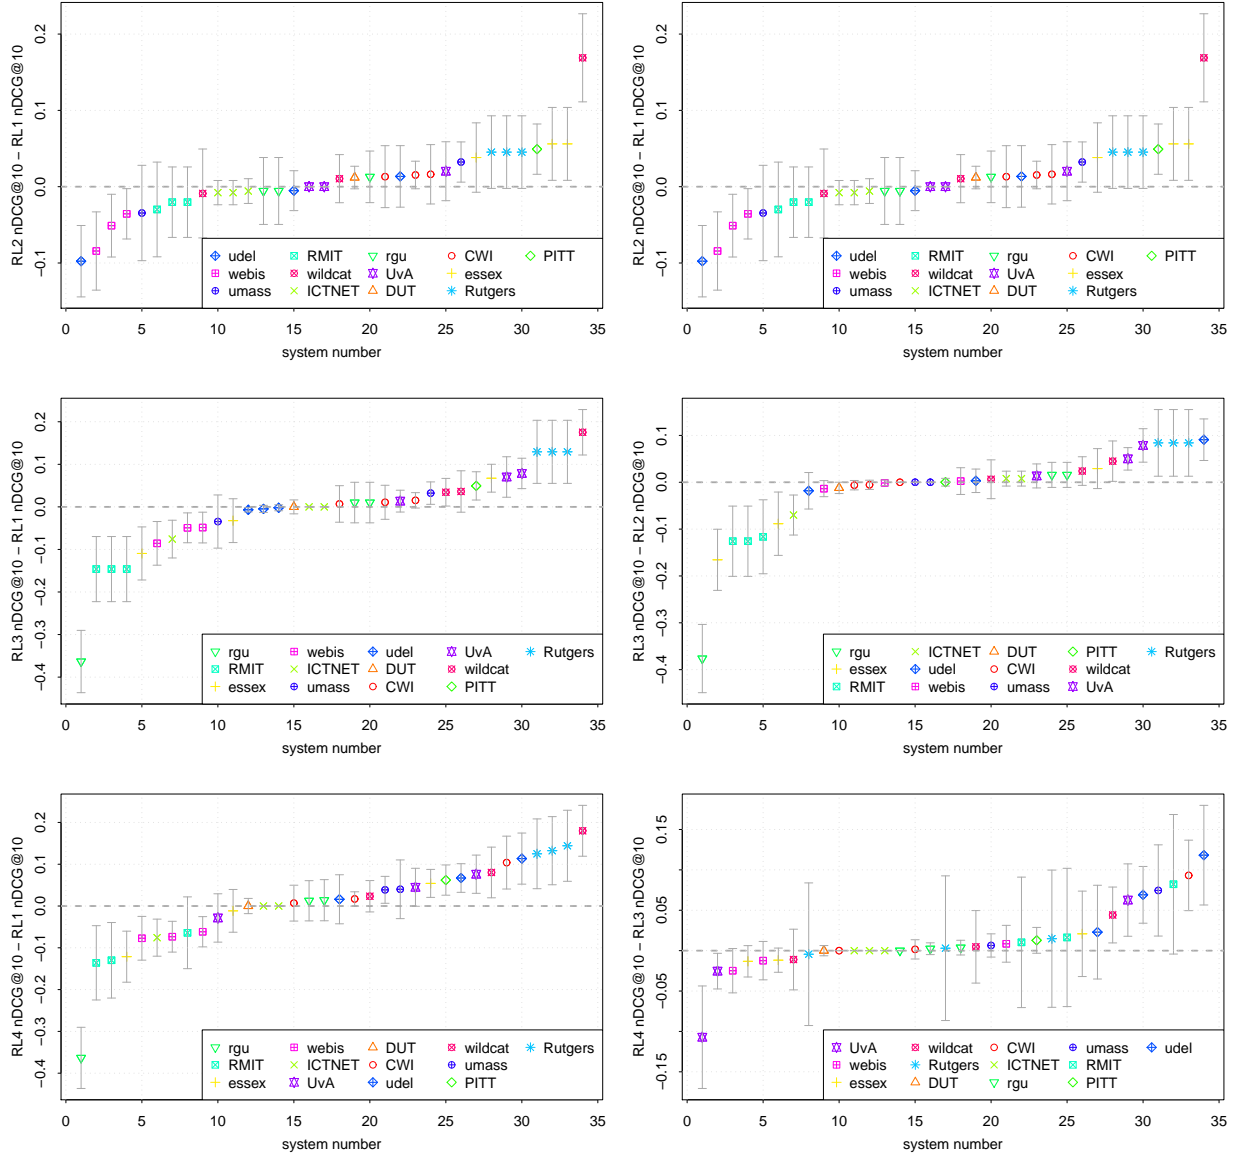 RL2 nDCG@10 − RL1 nDCG@10
0.2
0.1
0.0
−0.1
udel RMIT rgu CWI PITT
webis wildcat UvA essex
umass ICTNET DUT Rutgers
0 5 10 15 20 25 30 35
system number
RL2 nDCG@10 − RL1 nDCG@10
0.2
0.1
0.0
−0.1
udel RMIT rgu CWI PITT
webis wildcat UvA essex
umass ICTNET DUT Rutgers
0 5 10 15 20 25 30 35
system number
RL3 nDCG@10 − RL1 nDCG@10
0.2
0.1
0.0
−0.1
−0.2
−0.3
−0.4
rgu webis udel UvA Rutgers
RMIT ICTNET DUT wildcat
essex umass CWI PITT
0 5 10 15 20 25 30 35
system number
RL3 nDCG@10 − RL2 nDCG@10
0.1
0.0
−0.1
−0.2
−0.3
−0.4
rgu ICTNET DUT PITT Rutgers
essex udel CWI wildcat
RMIT webis umass UvA
0 5 10 15 20 25 30 35
system number
RL4 nDCG@10 − RL1 nDCG@10
0.2
0.1
0.0
−0.1
−0.2
−0.3
−0.4
rgu webis DUT wildcat Rutgers
RMIT ICTNET CWI umass
essex UvA udel PITT
0 5 10 15 20 25 30 35
system number
RL4 nDCG@10 − RL3 nDCG@10
0.15
0.05
−0.05
−0.15
UvA wildcat CWI umass udel
webis Rutgers ICTNET RMIT
essex DUT rgu PITT
0 5 10 15 20 25 30 35
system number